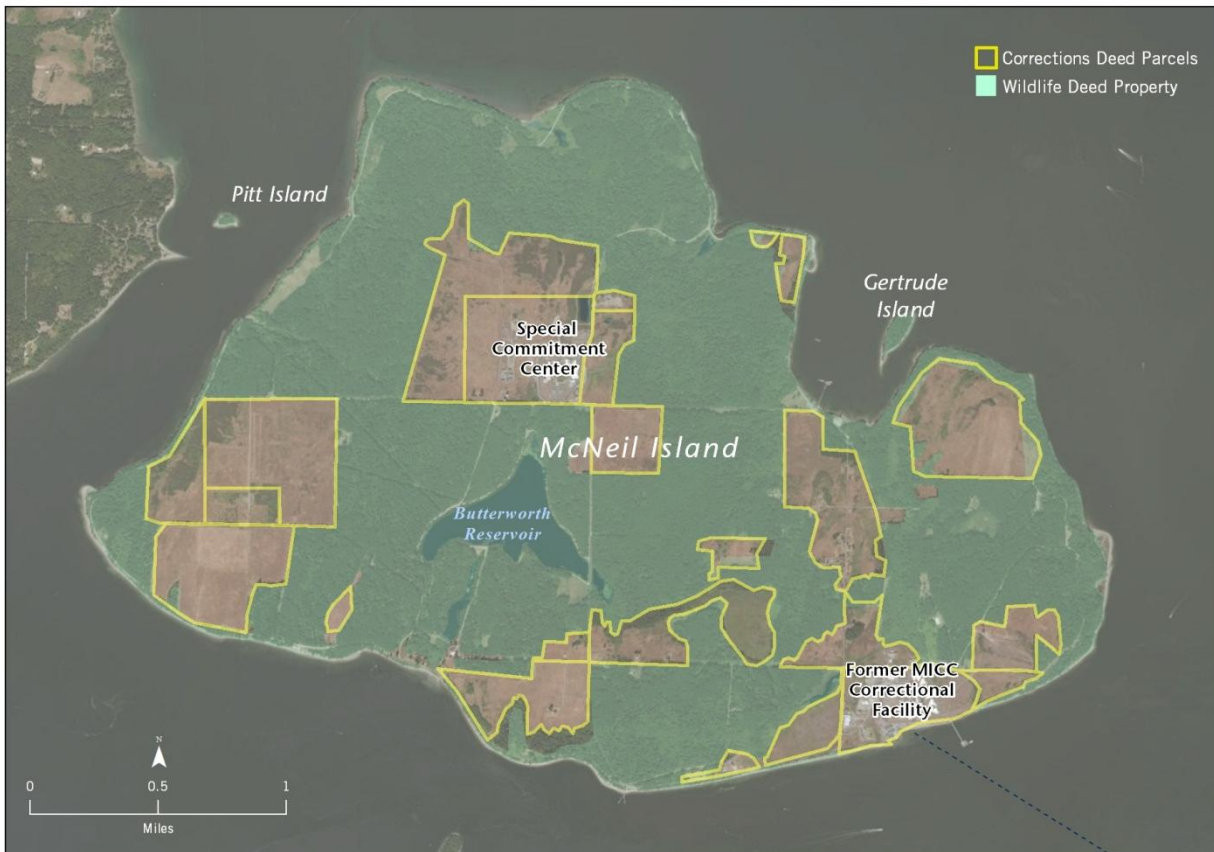 Corrections Deed Parcels
Wildlife Deed Property
Pitt Island
Gertrude
Island
Special
Commitment
Center
McNeil Island
Butterworth
Reservoir
Former MICC
Correctional
Facility
N
0 0.5 1
Miles